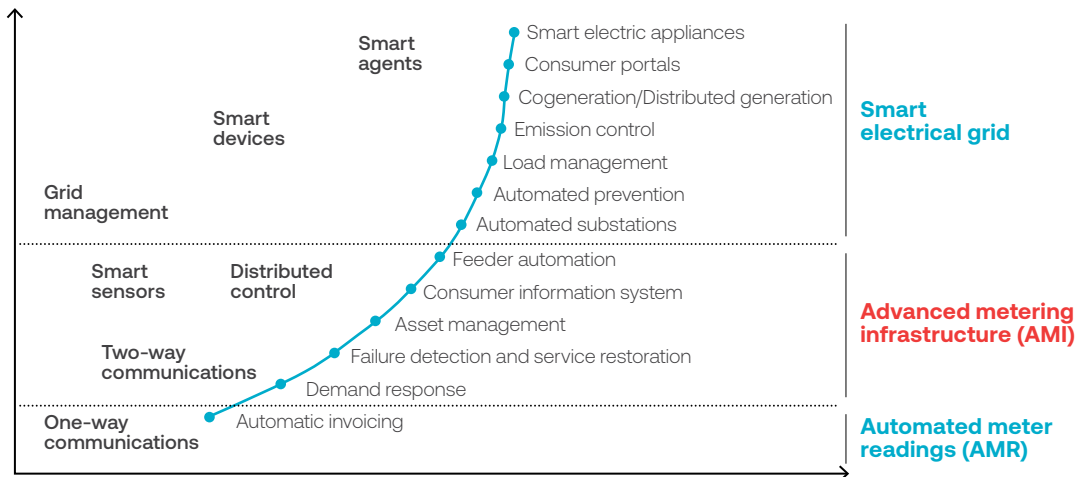 Smart
agents
Smart
devices
Grid
management
Smart electric appliances
Consumer portals
Cogeneration/Distributed generation
Emission control
Load management
Automated prevention
Automated substations
Smart
electrical grid
Smart
sensors
Distributed
control
Two-way
communications
Feeder automation
Consumer information system
Asset management
Failure detection and service restoration
Demand response
Advanced metering
infrastructure (AMI)
One-way
communications
Automatic invoicing
Automated meter
readings (AMR)